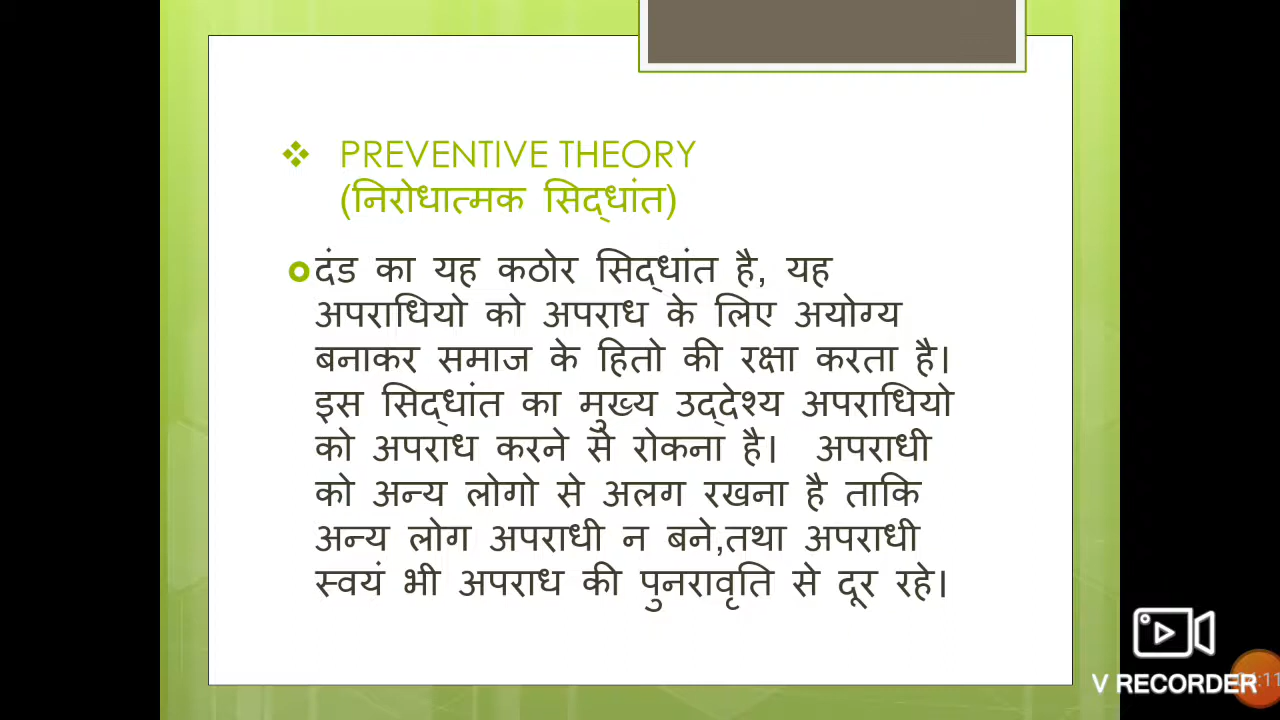 ❖ PREVENTIVE THEORY
(निरोधात्मक सिद्धांत)
दंड का यह कठोर सिद्धांत है, यह
अपराधियो को अपराध के लिए अयोग्य
बनाकर समाज के हितो की रक्षा करता है।
इस सिद्धांत का मुख्य उद्देश्य अपराधियो
को अपराध करने से रोकना है। अपराधी
को अन्य लोगो से अलग रखना है ताकि
अन्य लोग अपराधी न बने,तथा अपराधी
स्वयं भी अपराध की पुनरावृति से दूर रहे।
V RECORDER